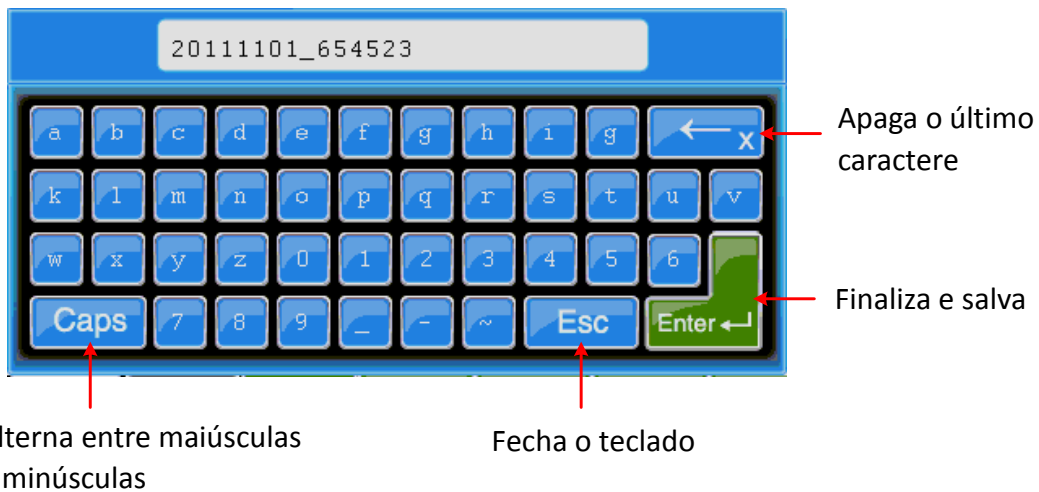 20111101_654523
a b c d e f g h i g x
k l m n o p q r s t u v
w x y z 0 1 2 3 4 5 6
Caps 7 8 9 _ - ~ Esc Enter
Apaga o último
caractere
Finaliza e salva
lterna entre maiúsculas
minúsculas
Fecha o teclado